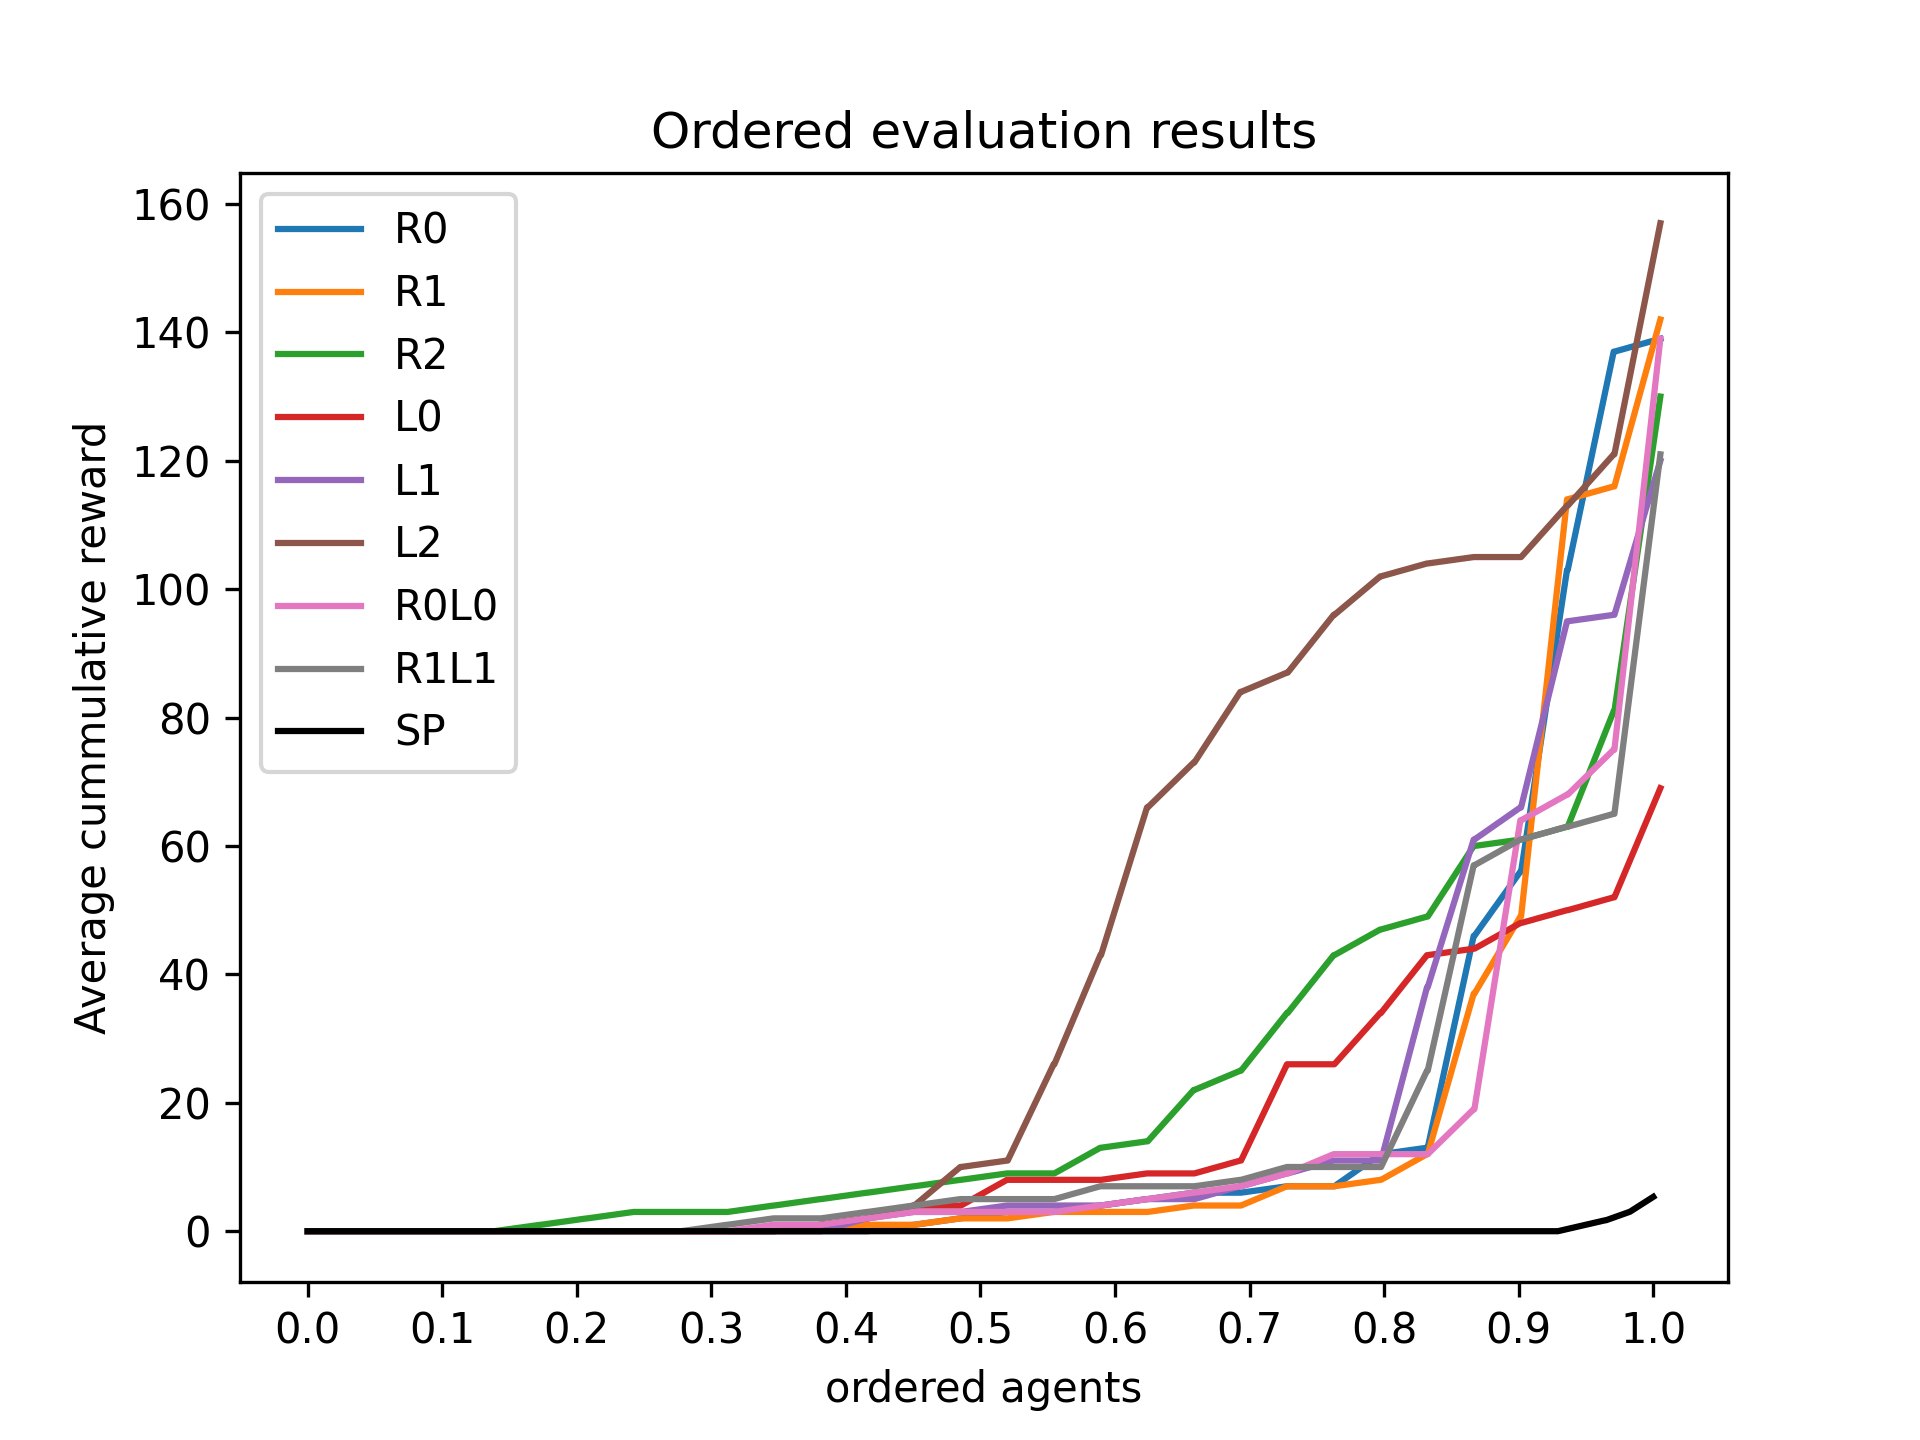 Ordered evaluation results
Average cummulative reward
160
140
120
100
80
60
40
20
0
R0
R1
R2
L0
L1
L2
R0L0
R1L1
SP
0.0 0.1 0.2 0.3 0.4 0.5 0.6 0.7 0.8 0.9 1.0
ordered agents